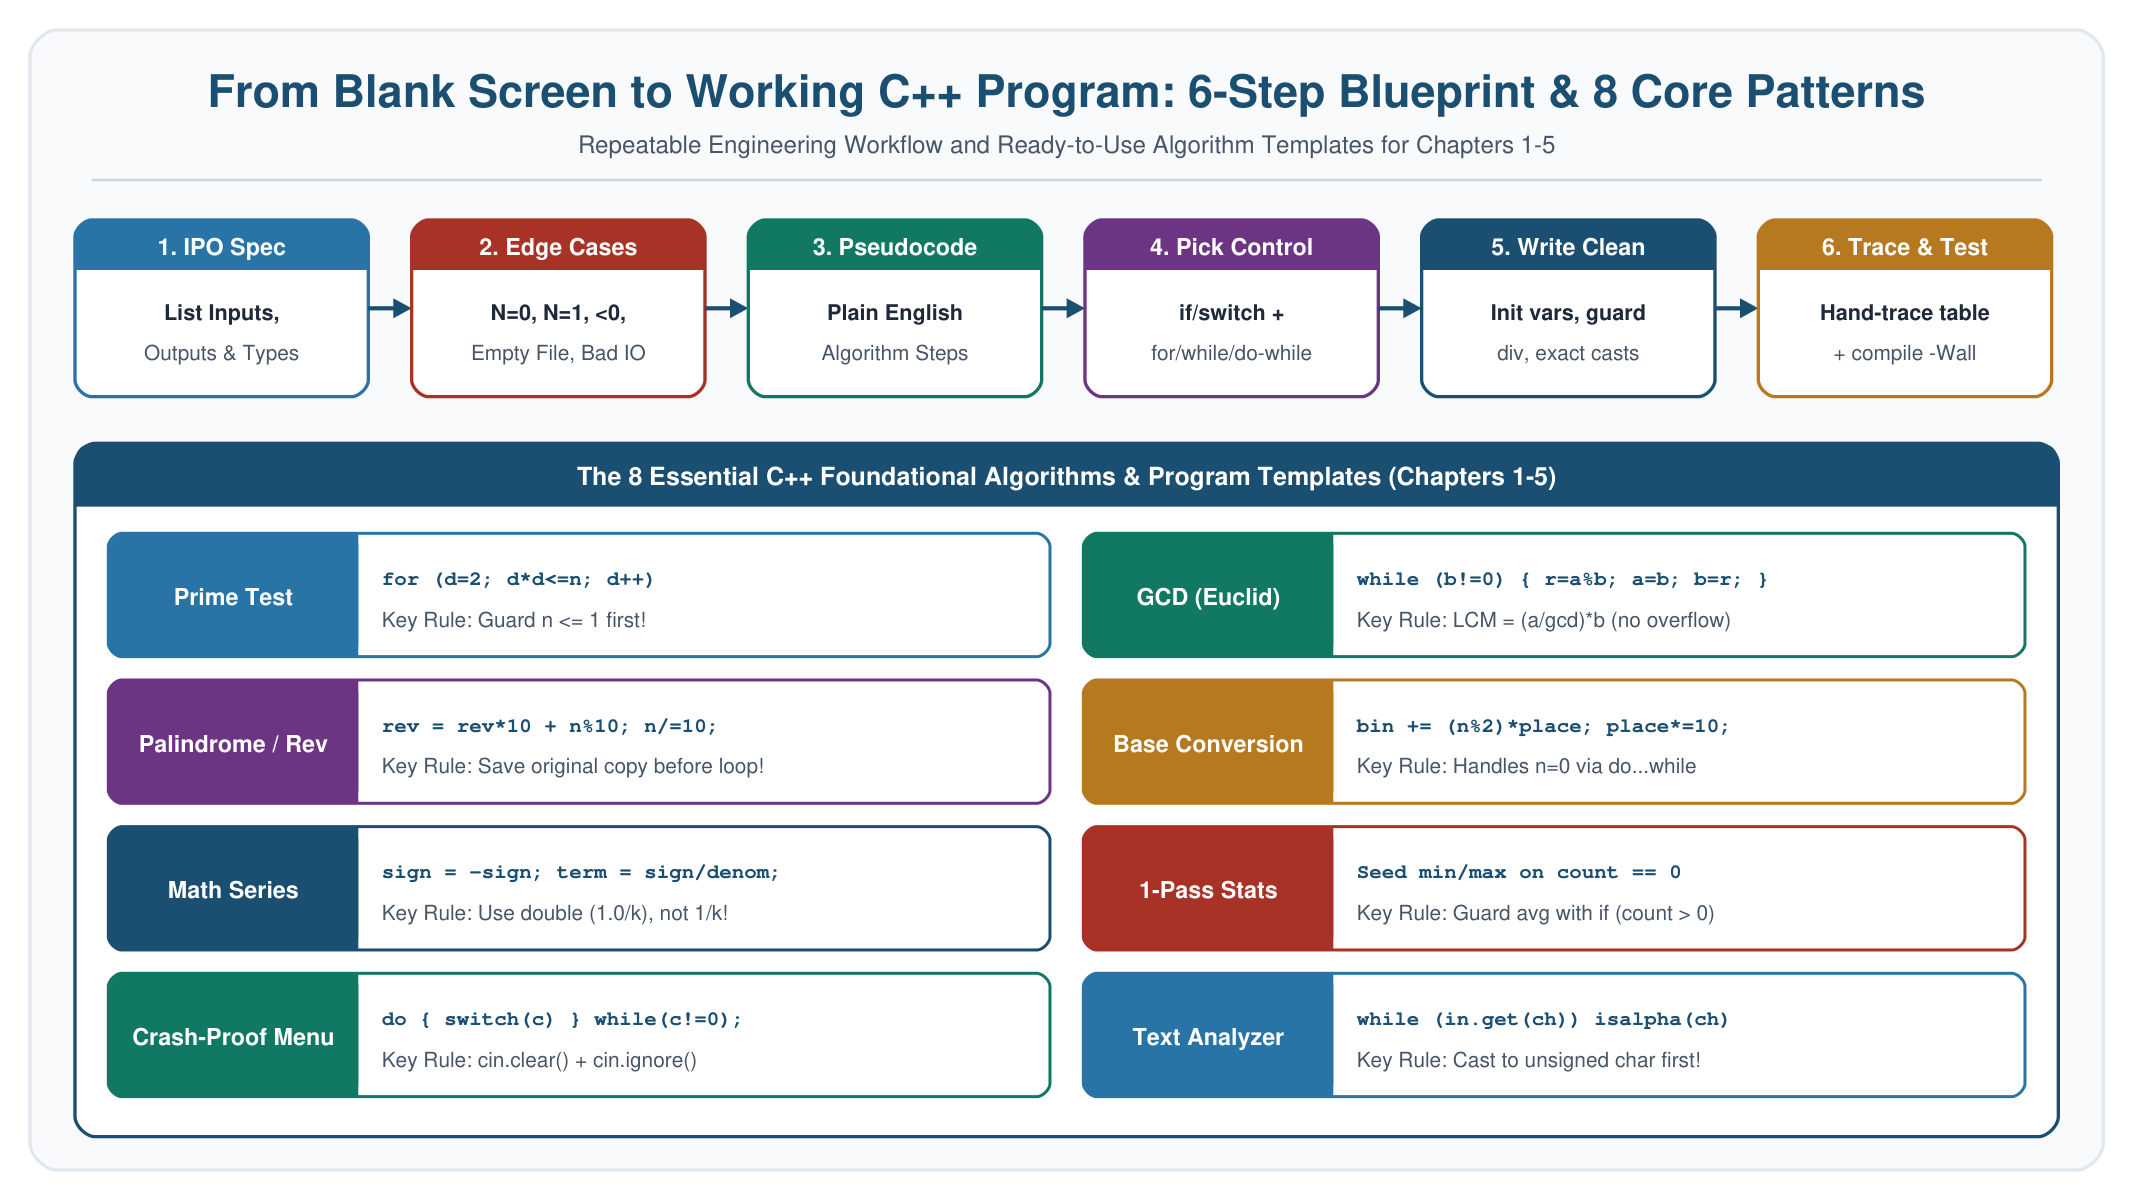 From Blank Screen to Working C++ Program: 6-Step Blueprint & 8 Core Patterns
Repeatable Engineering Workflow and Ready-to-Use Algorithm Templates for Chapters 1-5
1. IPO Spec
List Inputs,
Outputs & Types
2. Edge Cases
N=0, N=1, <0,
Empty File, Bad IO
3. Pseudocode
Plain English
Algorithm Steps
4. Pick Control
if/switch +
for/while/do-while
5. Write Clean
Init vars, guard
div, exact casts
6. Trace & Test
Hand-trace table
+ compile -Wall
The 8 Essential C++ Foundational Algorithms & Program Templates (Chapters 1-5)
Prime Test
for (d=2; d*d<=n; d++)
Key Rule: Guard n <= 1 first!
GCD (Euclid)
while (b!=0) { r=a%b; a=b; b=r; }
Key Rule: LCM = (a/gcd)*b (no overflow)
Palindrome / Rev
rev = rev*10 + n%10; n/=10;
Key Rule: Save original copy before loop!
Base Conversion
bin += (n%2)*place; place*=10;
Key Rule: Handles n=0 via do...while
Math Series
sign = -sign; term = sign/denom;
Key Rule: Use double (1.0/k), not 1/k!
1-Pass Stats
Seed min/max on count == 0
Key Rule: Guard avg with if (count > 0)
Crash-Proof Menu
do { switch(c) } while(c!=0);
Key Rule: cin.clear() + cin.ignore()
Text Analyzer
while (in.get(ch)) isalpha(ch)
Key Rule: Cast to unsigned char first!